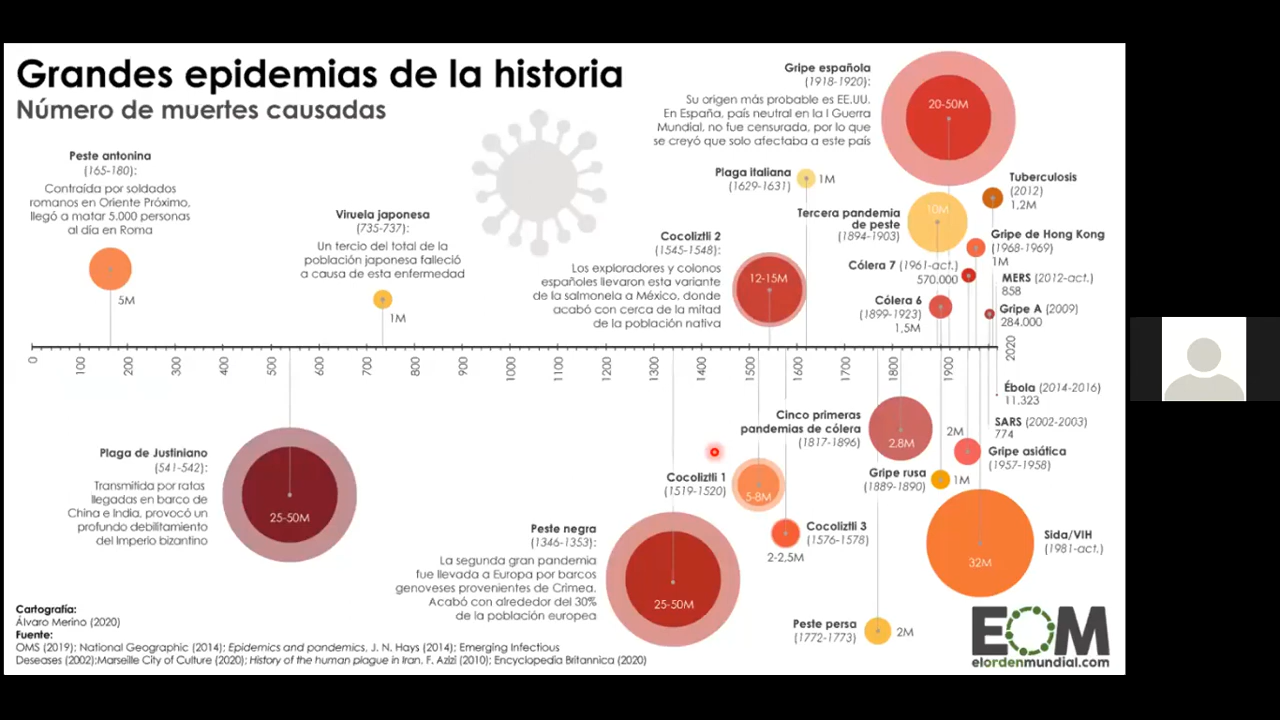 Grandes epidemias de la historia
Número de muertes causadas
Peste antonina
(165-180):
Contraída por soldados
romanos en Oriente Próximo,
llegó a matar 5.000 personas
al día en Roma
5M
Viruela japonesa
(735-737):
Un tercio del total de la
población japonesa falleció
a causa de esta enfermedad
1M
Cocoliztli 2
(1545-1548):
Los exploradores y colonos
españoles llevaron esta variante
de la salmonela a México, donde
acabó con cerca de la mitad
de la población nativa
12-15M
Gripe española
(1918-1920):
Su origen más probable es EE.UU.
En España, país neutral en la I Guerra
Mundial, no fue censurada, por lo que
se creyó que solo afectaba a este país
20-50M
Plaga italiana
(1629-1631)
1M
Tercera pandemia
de peste
(1894-1903)
10M
Cólera 7 (1961-act.)
570.000
Cólera 6
(1899-1923)
1,5M
Tuberculosis
(2012)
1,2M
Gripe de Hong Kong
(1968-1969)
1M
MERS (2012-act.)
858
Gripe A (2009)
284.000
0
100
200
300
400
500
600
700
800
900
1000
1100
1200
1300
1400
1500
1600
1700
1800
1900
2020
Plaga de Justiniano
(541-542):
Transmitida por ratas
llegadas en barco de
China e India, provocó un
profundo debilitamiento
del Imperio bizantino
25-50M
Peste negra
(1346-1353):
La segunda gran pandemia
fue llevada a Europa por barcos
genoveses provenientes de Crimea.
Acabó con alrededor del 30%
de la población europea
25-50M
Cocoliztli 1
(1519-1520)
5-8M
Cocoliztli 3
(1576-1578)
2-2,5M
Cinco primeras
pandemias de cólera
(1817-1896)
2.8M
Peste persa
(1772-1773)
2M
Gripe rusa
(1889-1890)
1M
Ébola (2014-2016)
11.323
SARS (2002-2003)
774
2M
Gripe asiática
(1957-1958)
Sida/VIH
(1981-act.)
32M
Cartografía:
Álvaro Merino (2020)
Fuente:
OMS (2019); National Geographic (2014); Epidemics and pandemics, J. N. Hays (2014); Emerging Infectious
Deseases (2002);Marseille City of Culture (2020); History of the human plague in Iran, F. Azizi (2010); Encyclopedia Britannica (2020)
EOM
elordenmundial.com